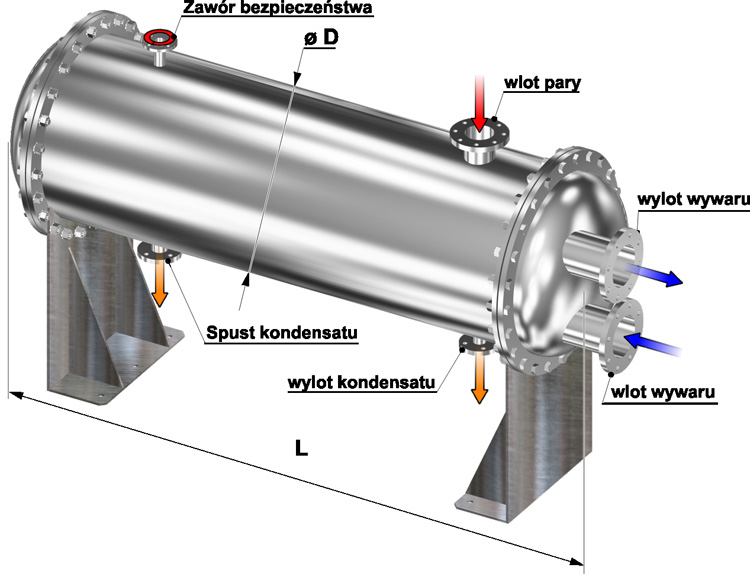 Zawór bezpieczeństwa
ø D
wlot pary
wylot wywaru
Spust kondensatu
wylot kondensatu
wlot wywaru
L